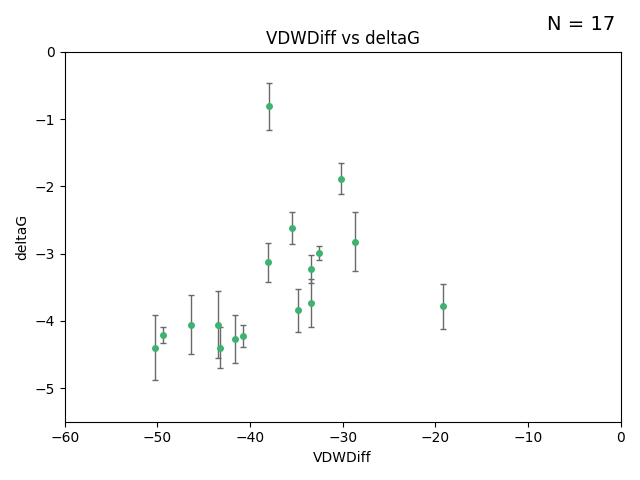 N = 17
VDWDiff vs deltaG
0
−1
−2
−3
−4
−5
deltaG
−60 −50 −40 −30 −20 −10 0
VDWDiff